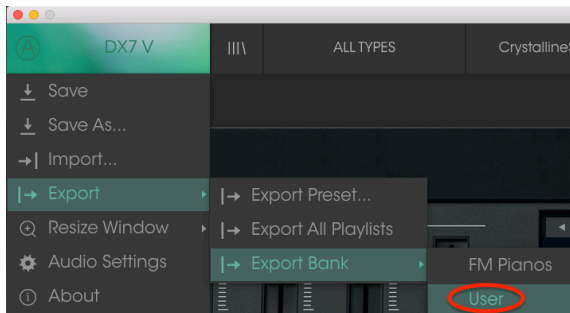 DX7 V
ALL TYPES
Crystalline
Save
Save As...
Import...
Export
Export Preset...
Resize Window
Export All Playlists
Audio Settings
Export Bank
FM Pianos
About
User